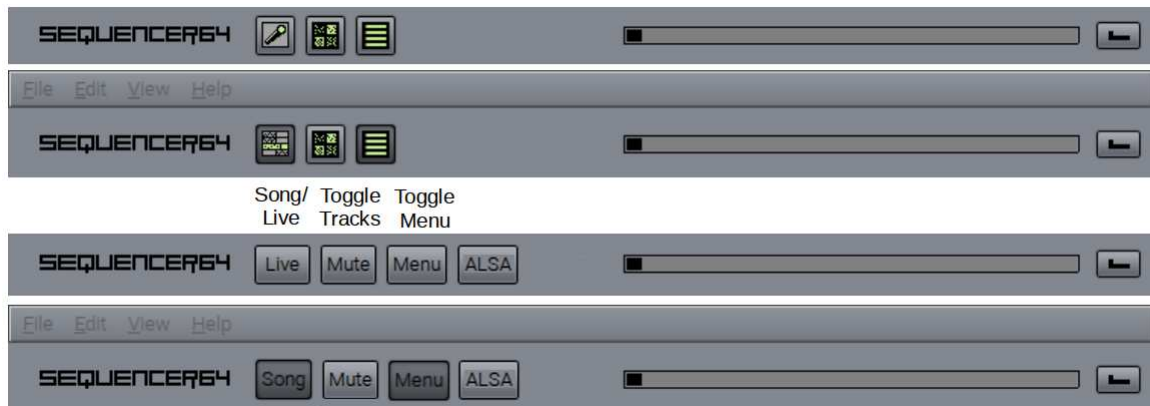 SEQUENCER64
File Edit View Help
SEQUENCER64
Song/ Toggle Toggle
Live Tracks Menu
SEQUENCER64 Live Mute Menu ALSA
File Edit View Help
SEQUENCER64 Song Mute Menu ALSA